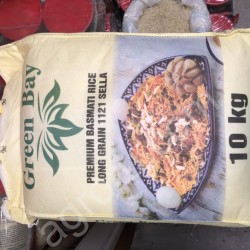 Green Bay
PREMIUM BASMATI RICE
LONG GRAIN 1121 SELLA
10 kg